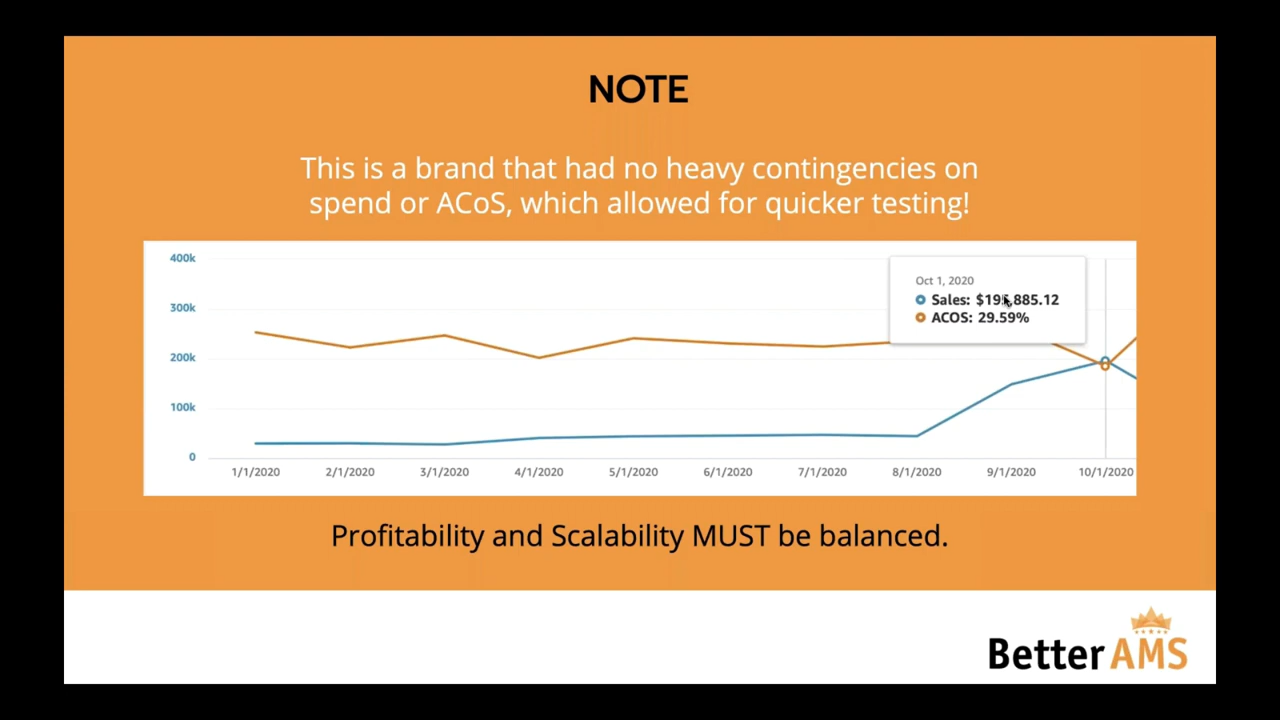 NOTE
This is a brand that had no heavy contingencies on
spend or ACoS, which allowed for quicker testing!
400k
300k
200k
100k
0
Oct 1, 2020
Sales:
ACOS: 29.59%
1/1/2020 2/1/2020 3/1/2020 4/1/2020 5/1/2020 6/1/2020 7/1/2020 8/1/2020 9/1/2020 10/1/2020
Profitability and Scalability MUST be balanced.
Better AMS